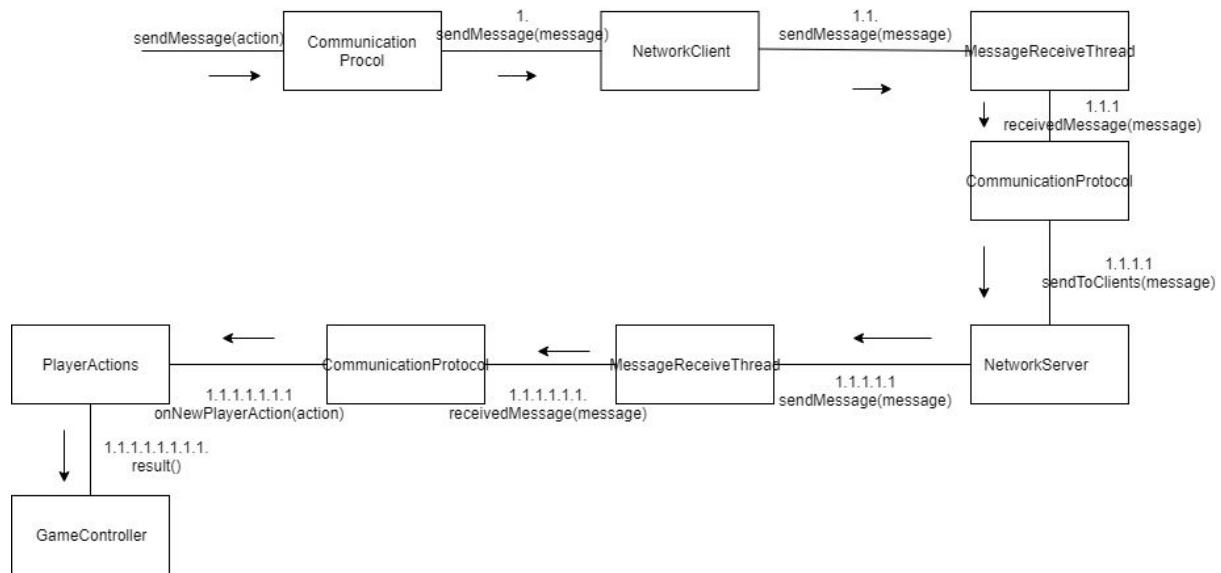 sendMessage(action)
Communication
Procol
1.
sendMessage(message)
NetworkClient
1.1.
sendMessage(message)
MessageReceiveThread
1.1.1
receivedMessage(message)
CommunicationProtocol
1.1.1.1
sendToClients(message)
NetworkServer
1.1.1.1.1
sendMessage(message)
MessageReceiveThread
1.1.1.1.1.1.
receivedMessage(message)
CommunicationProtocol
1.1.1.1.1.1.1
onNewPlayerAction(action)
PlayerActions
1.1.1.1.1.1.1.1.
result()
GameController